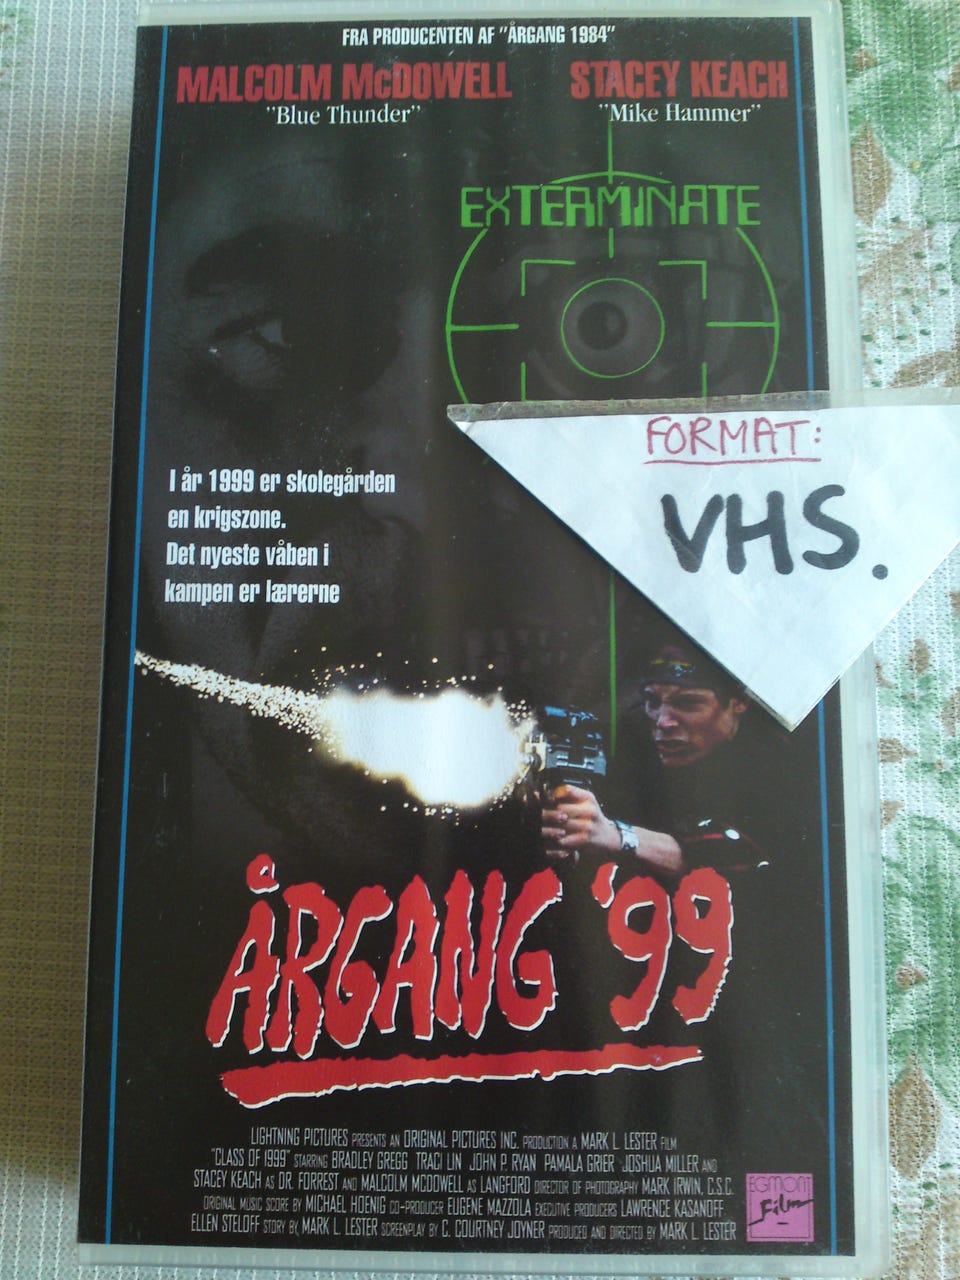 FRA PRODUCENTEN AF "ÅRGANG 1984"
MALCOLM McDOWELL
"Blue Thunder"
STACEY KEACH
"Mike Hammer"
EXTERMINATE
FORMAT:
VHS.
I år 1999 er skolegården
en krigszone.
Det nyeste våben i
kampen er lærerne
ÅRGANG '99
LIGHTNING PICTURES PRESENTS AN ORIGINAL PICTURES INC. PRODUCTION A MARK L. LESTER FILM
"CLASS OF 1999" STARRING BRADLEY GREGG TRACI LIN JOHN P. RYAN PAMALA GRIER JOSHUA MILLER AND
STACY KEACH AS DR. FORREST AND MALCOLM MCDOWELL AS LANGFORD DIRECTOR OF PHOTOGRAPHY MARK IRWIN, C.S.C.
ORIGINAL MUSIC SCORE BY MICHAEL HOENIG CO-PRODUCER EUGENE MAZZOLA EXECUTIVE PRODUCERS LAWRENCE KASANOFF
ELLEN STELOFF STORY BY MARK L. LESTER SCREENPLAY BY C. COURTNEY JOYNER PRODUCED AND DIRECTED BY MARK L. LESTER
EGMONT
Film